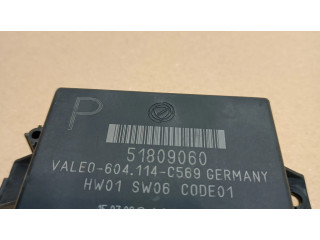 P
51809060
VALEO-604.114-C569 GERMANY
HW01 SW06 CODE01